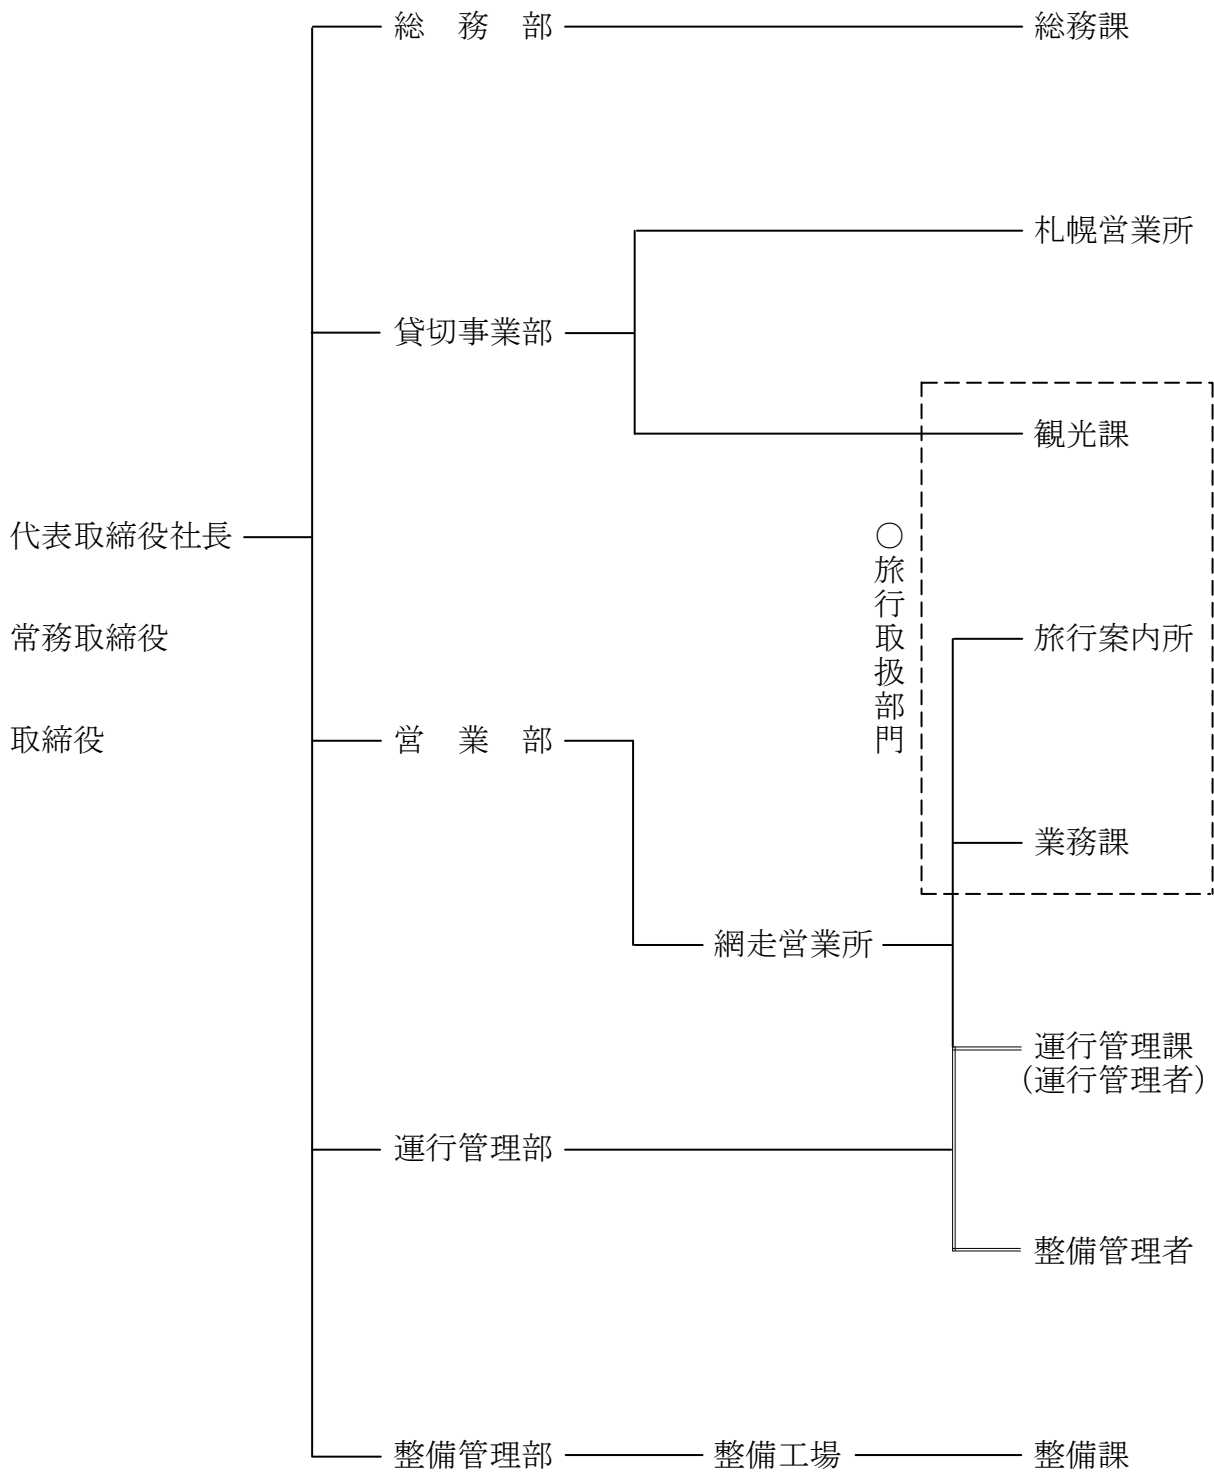 総　務　部
総務課
札幌営業所
貸切事業部
観光課
代表取締役社長
○旅行取扱部門
常務取締役
旅行案内所
取締役
営　業　部
業務課
網走営業所
運行管理課
（運行管理者）
運行管理部
整備管理者
整備管理部
整備工場
整備課